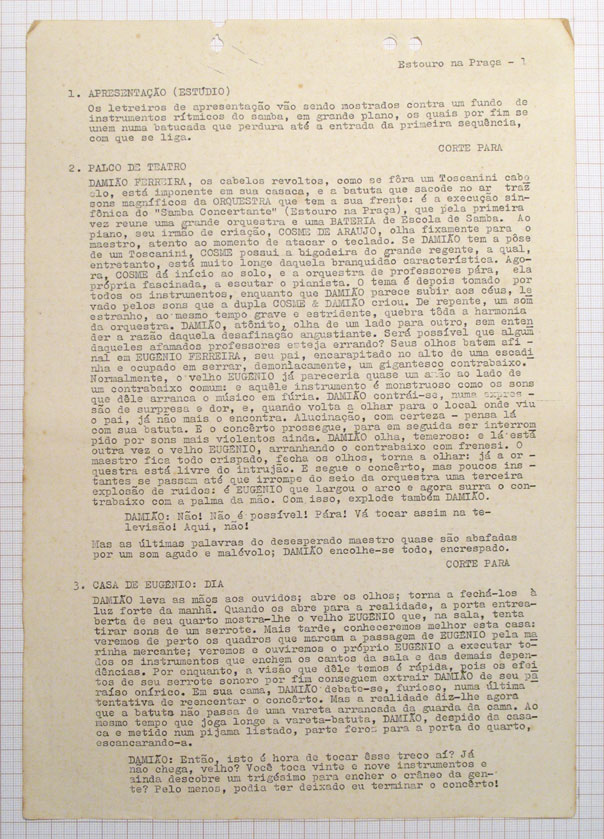 Estouro na Praça - 1
1. APRESENTAÇÃO (ESTÚDIO)
Os letreiros de apresentação vão sendo mostrados contra um fundo de
instrumentos rítmicos do samba, em grande plano, os quais por fim se
unem numa batucada que perdura até a entrada da primeira sequência,
com que se liga.
CORTE PARA
2. PALCO DE TEATRO
DAMIÃO FERREIRA, os cabelos revoltos, como se fôra um Toscanini cabo
clo, está imponente em sua casaca, e a batuta que sacode no ar traz
sons magníficos da ORQUESTRA que tem a sua frente: é a execução sin-
fônica do "Samba Concertante" (Estouro na Praça), que pela primeira
vez reune uma grande orquestra e uma BATERIA de Escola de Samba. Ao
piano, seu irmão de criação, COSME DE ARAUJO, olha fixamente para o
maestro, atento ao momento de atacar o teclado. Se DAMIÃO tem a pôse
de um Toscanini, COSME possui a bigodeira do grande regente, a qual,
entretanto, está muito longe daquela branquidão característica. Ago-
ra, COSME dá início ao solo, e a orquestra de professores pára, ela
própria fascinada, a escutar o pianista. O tema é depois tomado por
todos os instrumentos, enquanto que DAMIÃO parece subir aos céus, le
vado pelos sons que a dupla COSME & DAMIÃO criou. De repente, um som
estranho, ao mesmo tempo grave e estridente, quebra tôda a harmonia
da orquestra. DAMIÃO, atônito, olha de um lado para outro, sem enten
der a razão daquela desafinação angustiante. Será possível que algum
daqueles afamados professores esteja errando? Seus olhos batem afi-
nal em EUGÊNIO FERREIRA, seu pai, encarapitado no alto de uma escadi
nha e ocupado em serrar, demoniacamente, um gigantesco contrabaixo.
Normalmente, o velho EUGÊNIO já pareceria quase um anão ao lado de
um contrabaixo comum; e aquêle instrumento é monstruoso como os sons
que dêle arranca o músico em fúria. DAMIÃO contrái-se, numa expres-
são de surpresa e dor, e, quando volta a olhar para o local onde viu
o pai, já não mais o encontra. Alucinação, com certeza - pensa lá
com sua batuta. E o concêrto prossegue, para em seguida ser interrom
pido por sons mais violentos ainda. DAMIÃO olha, temeroso: e lá está
outra vez o velho EUGÊNIO, arranhando o contrabaixo com frenesi. O
maestro fica todo crispado, fecha os olhos, torna a olhar: já a or-
questra está livre do intrujão. E segue o concêrto, mas poucos ins-
tantes se passam até que irrompe do seio da orquestra uma terceira
explosão de ruidos: é EUGÊNIO que largou o arco e agora surra o con-
trabaixo com a palma da mão. Com isso, explode também DAMIÃO.
DAMIÃO: Não! Não é possível! Pára! Vá tocar assim na te-
levisão! Aqui, não!
Mas as últimas palavras do desesperado maestro quase são abafadas
por um som agudo e malévolo; DAMIÃO encolhe-se todo, encrespado.
CORTE PARA
3. CASA DE EUGÊNIO: DIA
DAMIÃO leva as mãos aos ouvidos; abre os olhos; torna a fechá-los à
luz forte da manhã. Quando os abre para a realidade, a porta entrea-
berta de seu quarto mostra-lhe o velho EUGÊNIO que, na sala, tenta
tirar sons de um serrote. Mais tarde, conheceremos melhor esta casa:
veremos de perto os quadros que marcam a passagem de EUGÊNIO pela ma
rinha mercante; veremos e ouviremos o próprio EUGÊNIO a executar to-
dos os instrumentos que enchem os cantos da sala e das demais depen-
dências. Por enquanto, a visão que dêle temos é rápida, pois os efei
tos de seu serrote sonoro por fim conseguem extrair DAMIÃO de seu pa
raíso onírico. Em sua cama, DAMIÃO debate-se, furioso, numa última
tentativa de reencetar o concêrto. Mas a realidade diz-lhe agora
que a batuta não passa de uma vareta arrancada da guarda da cama. Ao
mesmo tempo que joga longe a vareta-batuta, DAMIÃO, despido da casa-
ca e metido num pijama listado, parte feroz para a porta do quarto,
escancarando-a.
DAMIÃO: Então, isto é hora de tocar êsse treco aí? Já
não chega, velho? Você toca vinte e nove instrumentos e
ainda descobre um trigésimo para encher o crâneo da gen-
te? Pelo menos, podia ter deixado eu terminar o concêrto!